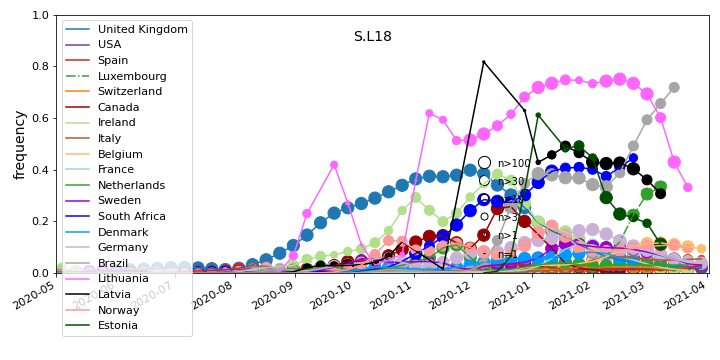 S.L18
frequency
1.0
0.8
0.6
0.4
0.2
0.0
United Kingdom
USA
Spain
Luxembourg
Switzerland
Canada
Ireland
Italy
Belgium
France
Netherlands
Sweden
South Africa
Denmark
Germany
Brazil
Lithuania
Latvia
Norway
Estonia
n>100
n>30
n>3
n>1
n=1
2020-05
2020-06
2020-07
2020-08
2020-09
2020-10
2020-11
2020-12
2021-01
2021-02
2021-03
2021-04